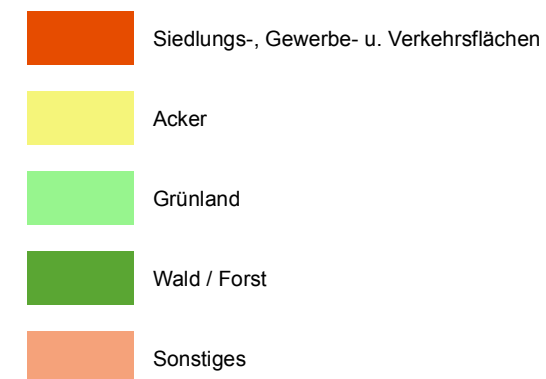 Siedlungs-, Gewerbe- u. Verkehrsflächen
Acker
Grünland
Wald / Forst
Sonstiges